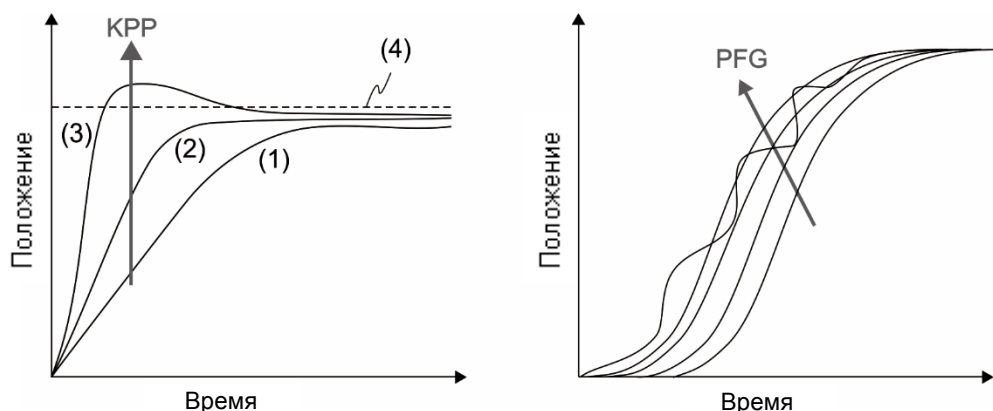 KPP
(4)
(3)
(2)
(1)
Положение
Время
PFG
Положение
Время